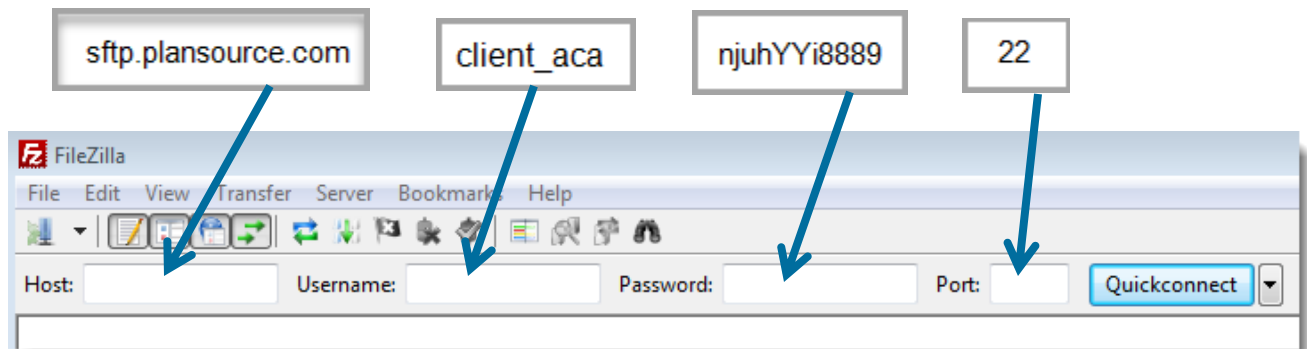 sftp.plansource.com
client_aca
njuhYYi8889
22
FileZilla
File Edit View Transfer Server Bookmarks Help
Host: Username: Password: Port: Quickconnect